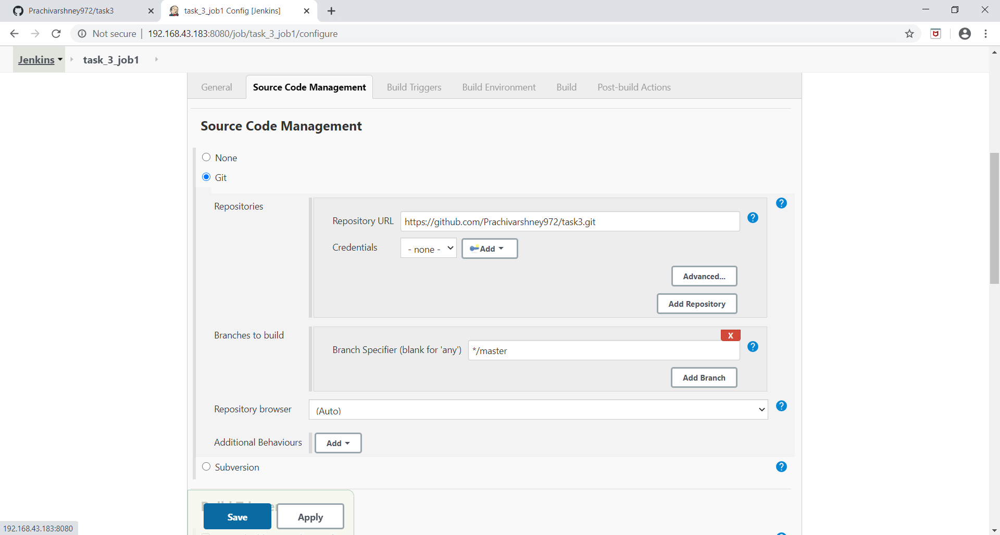 Prachivarshney972/task3
task_3_job1 Config [Jenkins]
Not secure | 192.168.43.183:8080/job/task_3_job1/configure
Jenkins
task_3_job1
General
Source Code Management
Build Triggers
Build Environment
Build
Post-build Actions
Source Code Management
None
Git
Repositories
?
Repository URL
https://github.com/Prachivarshney972/task3.git
?
Credentials
- none -
Add
Advanced...
Add Repository
Branches to build
X
Branch Specifier (blank for 'any')
*/master
?
Add Branch
Repository browser
(Auto)
?
Additional Behaviours
Add
Subversion
?
Save
Apply
192.168.43.183:8080